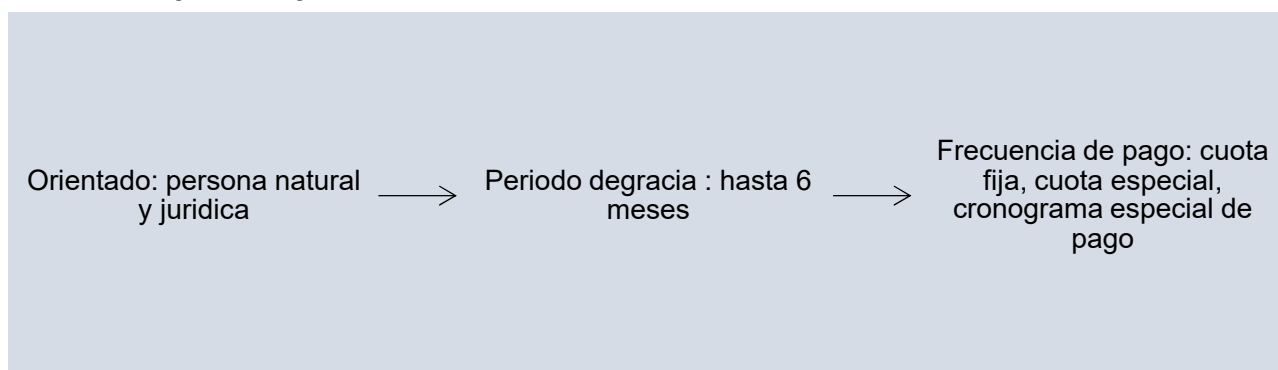 Orientado: persona natural
y juridica
Periodo degracia : hasta 6
meses
Frecuencia de pago: cuota
fija, cuota especial,
cronograma especial de
pago